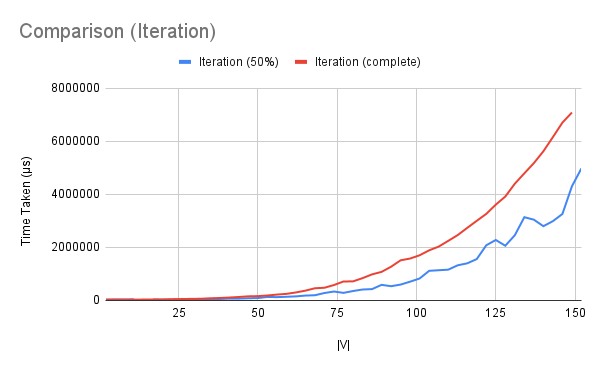 Comparison (Iteration)
Iteration (50%) Iteration (complete)
8000000
6000000
4000000
2000000
0
Time Taken (µs)
25 50 75 100 125 150
|V|